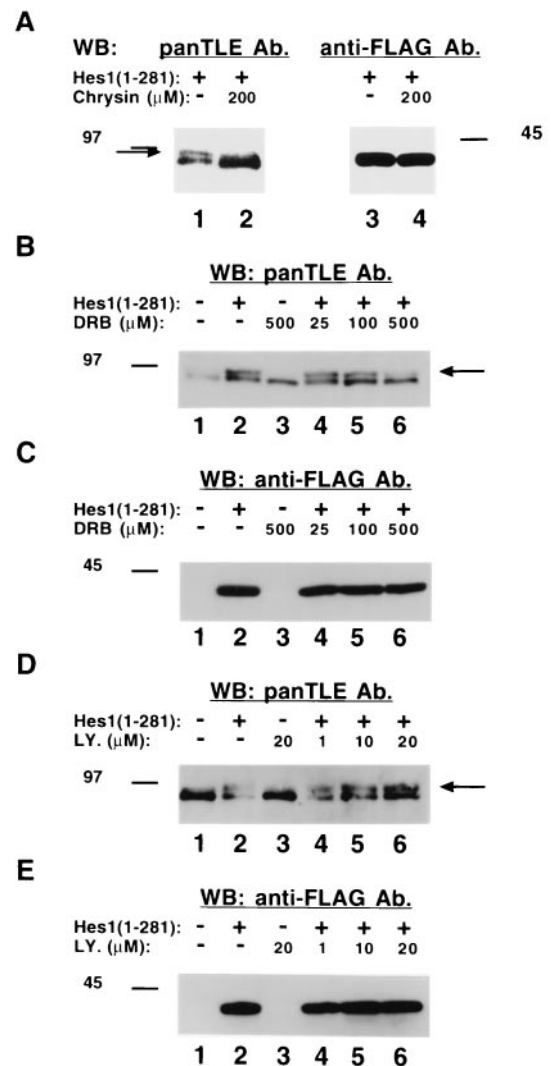 A
WB: panTLE Ab. anti-FLAG Ab.
Hes1(1-281): + + + +
Chrysin (μM): - 200 - 200
97 45
1 2 3 4
B
WB: panTLE Ab.
Hes1(1-281): - + - + + +
DRB (μM): - - 500 25 100 500
97
1 2 3 4 5 6
C
WB: anti-FLAG Ab.
Hes1(1-281): - + - + + +
DRB (μM): - - 500 25 100 500
45
1 2 3 4 5 6
D
WB: panTLE Ab.
Hes1(1-281): - + - + + +
LY. (μM): - - 20 1 10 20
97
1 2 3 4 5 6
E
WB: anti-FLAG Ab.
Hes1(1-281): - + - + + +
LY. (μM): - - 20 1 10 20
45
1 2 3 4 5 6